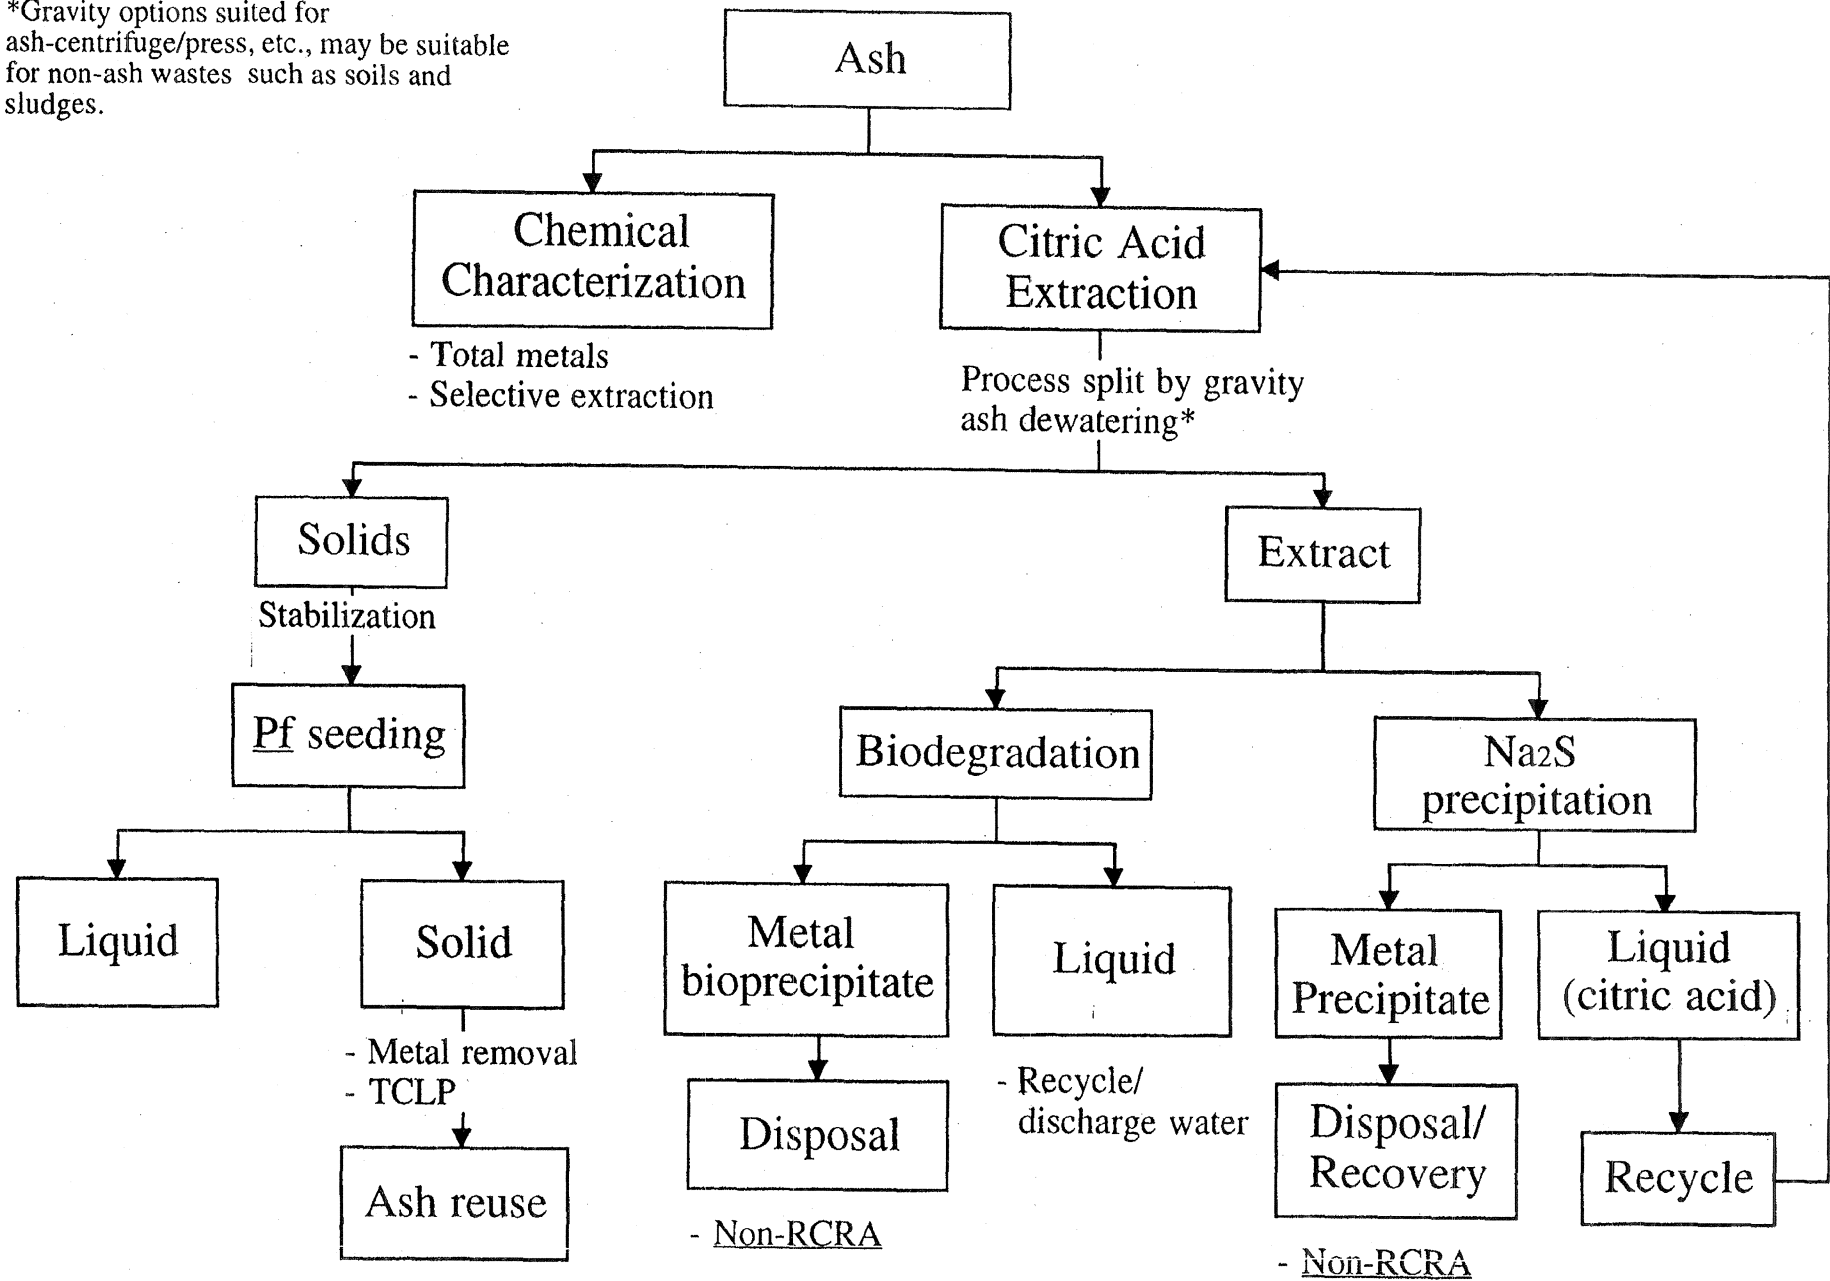 *Gravity options suited for
ash-centrifuge/press, etc., may be suitable
for non-ash wastes such as soils and
sludges.
Ash
Chemical
Characterization
- Total metals
- Selective extraction
Citric Acid
Extraction
Process split by gravity
ash dewatering*
Solids
Stabilization
Extract
Pf seeding
Biodegradation
Na2S
precipitation
Liquid
Solid
- Metal removal
- TCLP
Ash reuse
Metal
bioprecipitate
Disposal
- Non-RCRA
Liquid
- Recycle/
discharge water
Metal
Precipitate
Disposal/
Recovery
- Non-RCRA
Liquid
(citric acid)
Recycle